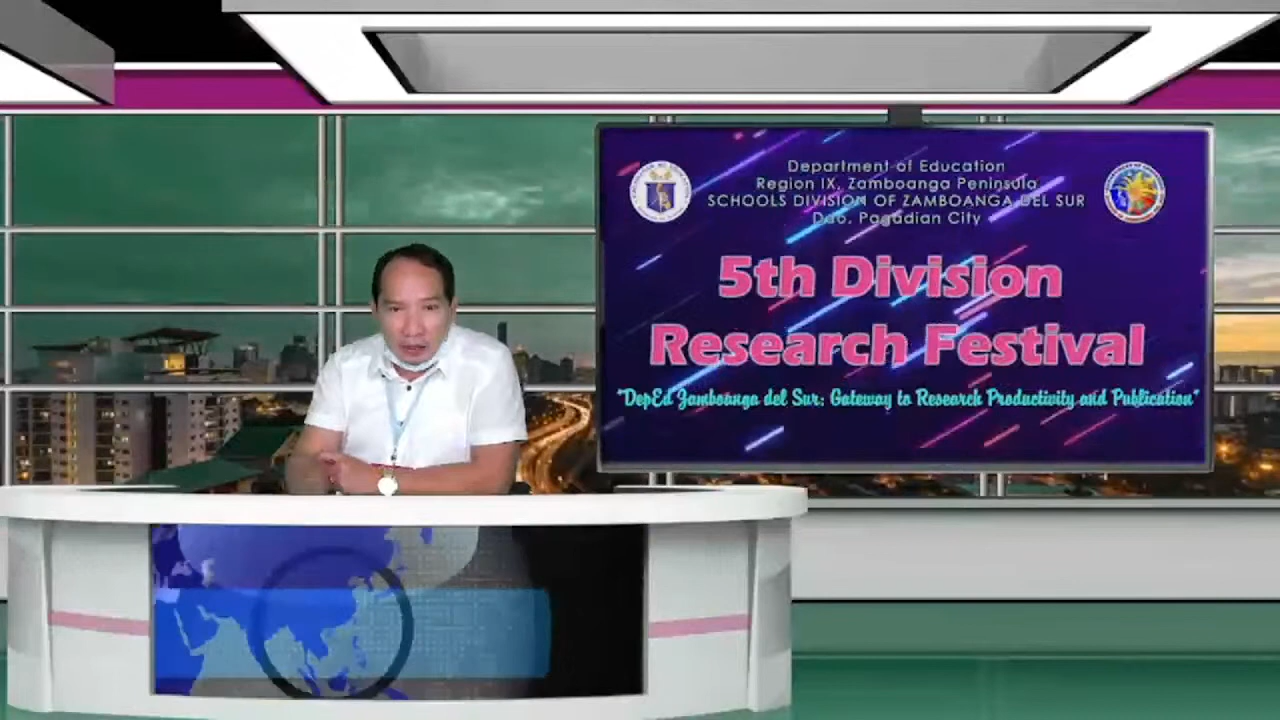 Department of Education
Region IX, Zamboanga Peninsula
SCHOOLS DIVISION OF ZAMBOANGA DEL SUR
Dao, Pagadian City
5th Division
Research Festival
"DepEd Zamboanga del Sur: Gateway to Research Productivity and Publication"